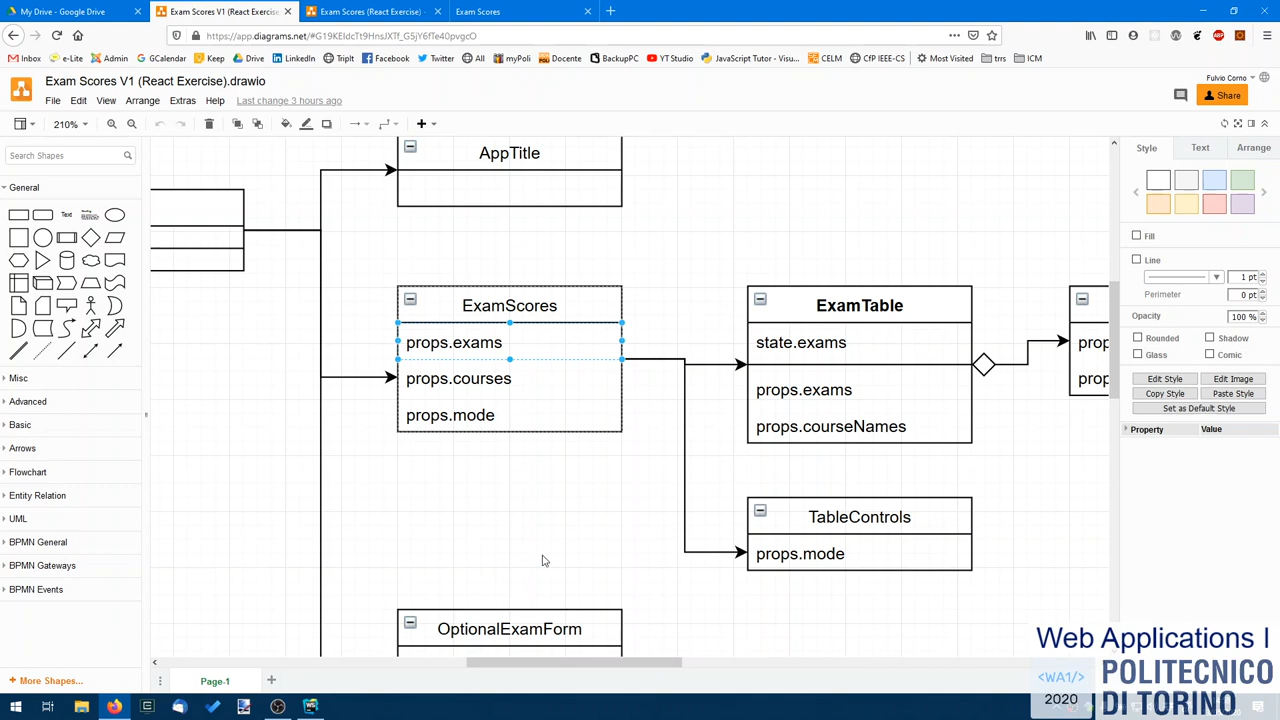 My Drive - Google Drive
Exam Scores V1 (React Exercise
Exam Scores (React Exercise) -
Exam Scores
https://app.diagrams.net/#G19KEIdcTt9HnsJXTf_G5jY6fTe40pvgcO
Inbox
e-Lite
Admin
GCalendar
Keep
Drive
LinkedIn
TripIt
Facebook
Twitter
All
myPoli
Docente
BackupPC
YT Studio
JavaScript Tutor - Visu...
CELM
CfP IEEE-CS
Most Visited
trrs
ICM
Exam Scores V1 (React Exercise).drawio
Fulvio Corno
File Edit View Arrange Extras Help Last change 3 hours ago
Share
210%
Search Shapes
General
Text
Misc
Advanced
Basic
Arrows
Flowchart
Entity Relation
UML
BPMN General
BPMN Gateways
BPMN Events
+ More Shapes...
AppTitle
ExamScores
props.exams
props.courses
props.mode
ExamTable
state.exams
props.exams
props.courseNames
prop
prop
TableControls
props.mode
OptionalExamForm
Style Text Arrange
Fill
Line
1 pt
Perimeter
0 pt
Opacity
100 %
Rounded
Shadow
Glass
Comic
Edit Style
Edit Image
Copy Style
Paste Style
Set as Default Style
Property
Value
Page-1
Web Applications I
<WA1/>
2020
POLITECNICO
DI TORINO